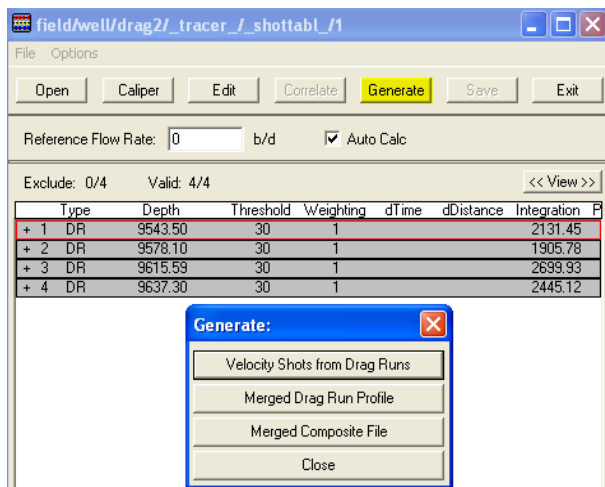 field/well/drag2/_tracer_/_shottabl_/1
File Options
Open Caliper Edit Correlate Generate Save Exit
Reference Flow Rate: 0 b/d Auto Calc
Exclude: 0/4 Valid: 4/4 << View >>
Type Depth Threshold Weighting dTime dDistance Integration P
+ 1 DR 9543.50 30 1 2131.45
+ 2 DR 9578.10 30 1 1905.78
+ 3 DR 9615.59 30 1 2699.93
+ 4 DR 9637.30 30 1 2445.12
Generate:
Velocity Shots from Drag Runs
Merged Drag Run Profile
Merged Composite File
Close